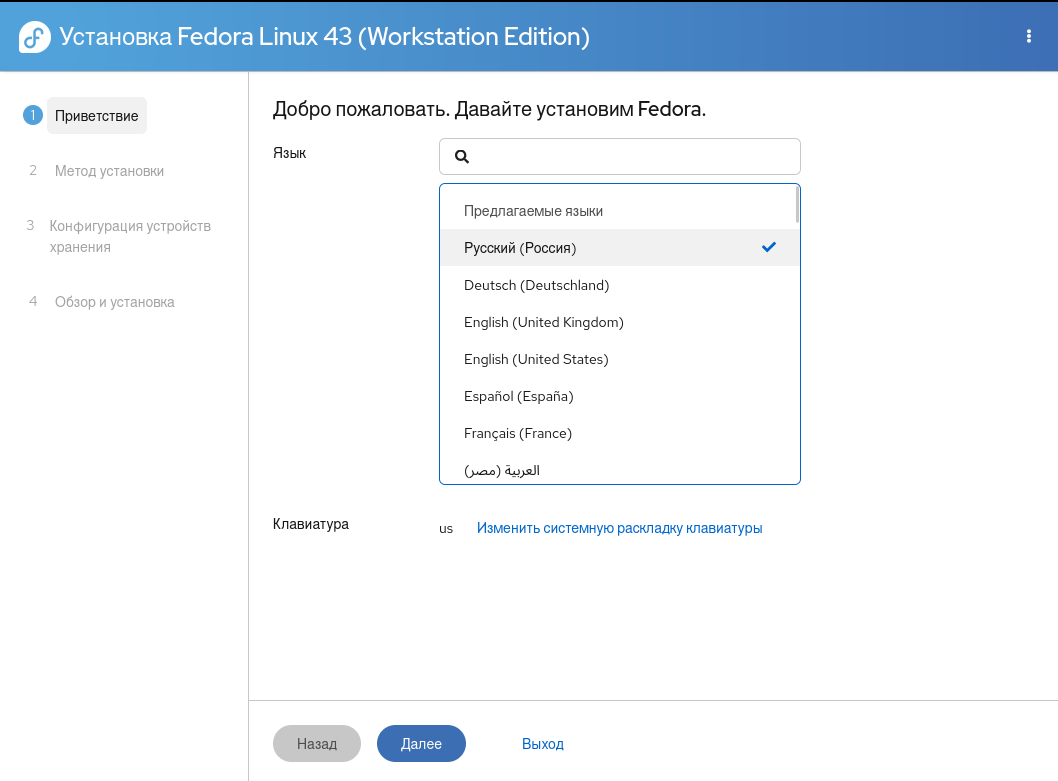 Установка Fedora Linux 43 (Workstation Edition)
1 Приветствие
2 Метод установки
3 Конфигурация устройств
хранения
4 Обзор и установка
Добро пожаловать. Давайте установим Fedora.
Язык
Предлагаемые языки
Русский (Россия)
Deutsch (Deutschland)
English (United Kingdom)
English (United States)
Español (España)
Français (France)
العربية (مصر)
Клавиатура
us Изменить системную раскладку клавиатуры
Назад Далее Выход